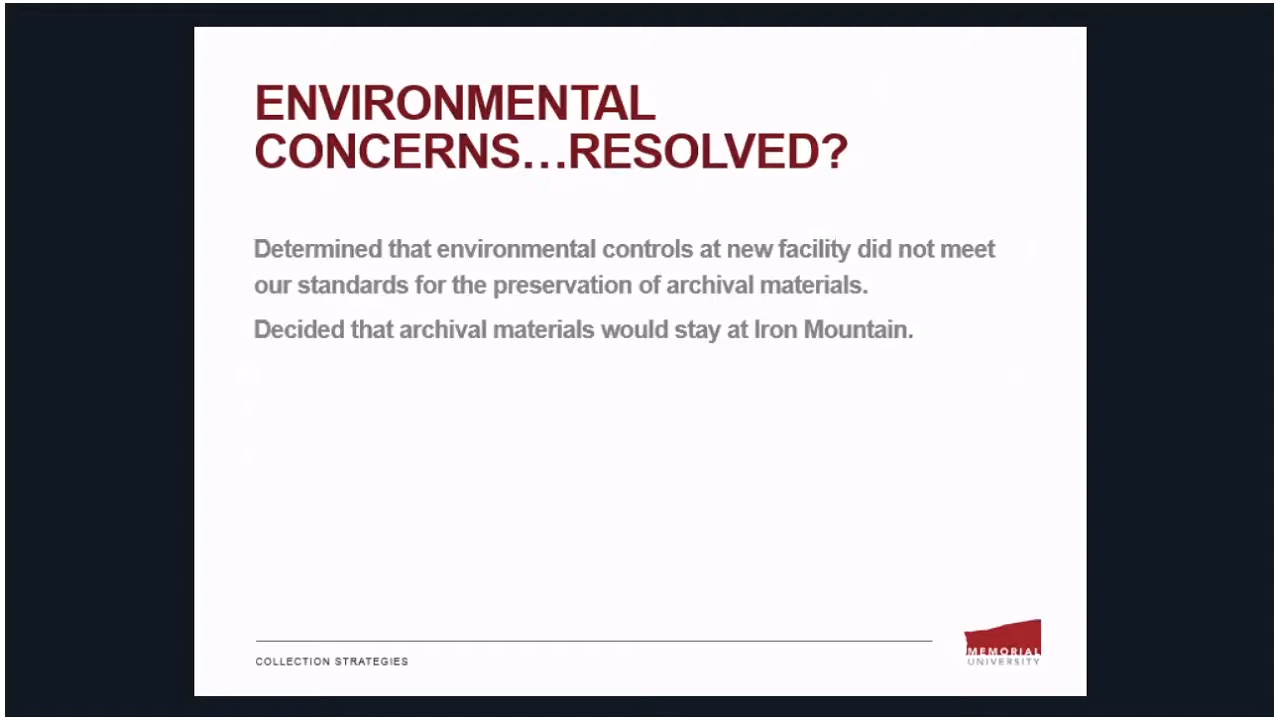 ENVIRONMENTAL
CONCERNS…RESOLVED?
Determined that environmental controls at new facility did not meet
our standards for the preservation of archival materials.
Decided that archival materials would stay at Iron Mountain.
COLLECTION STRATEGIES
MEMORIAL
UNIVERSITY